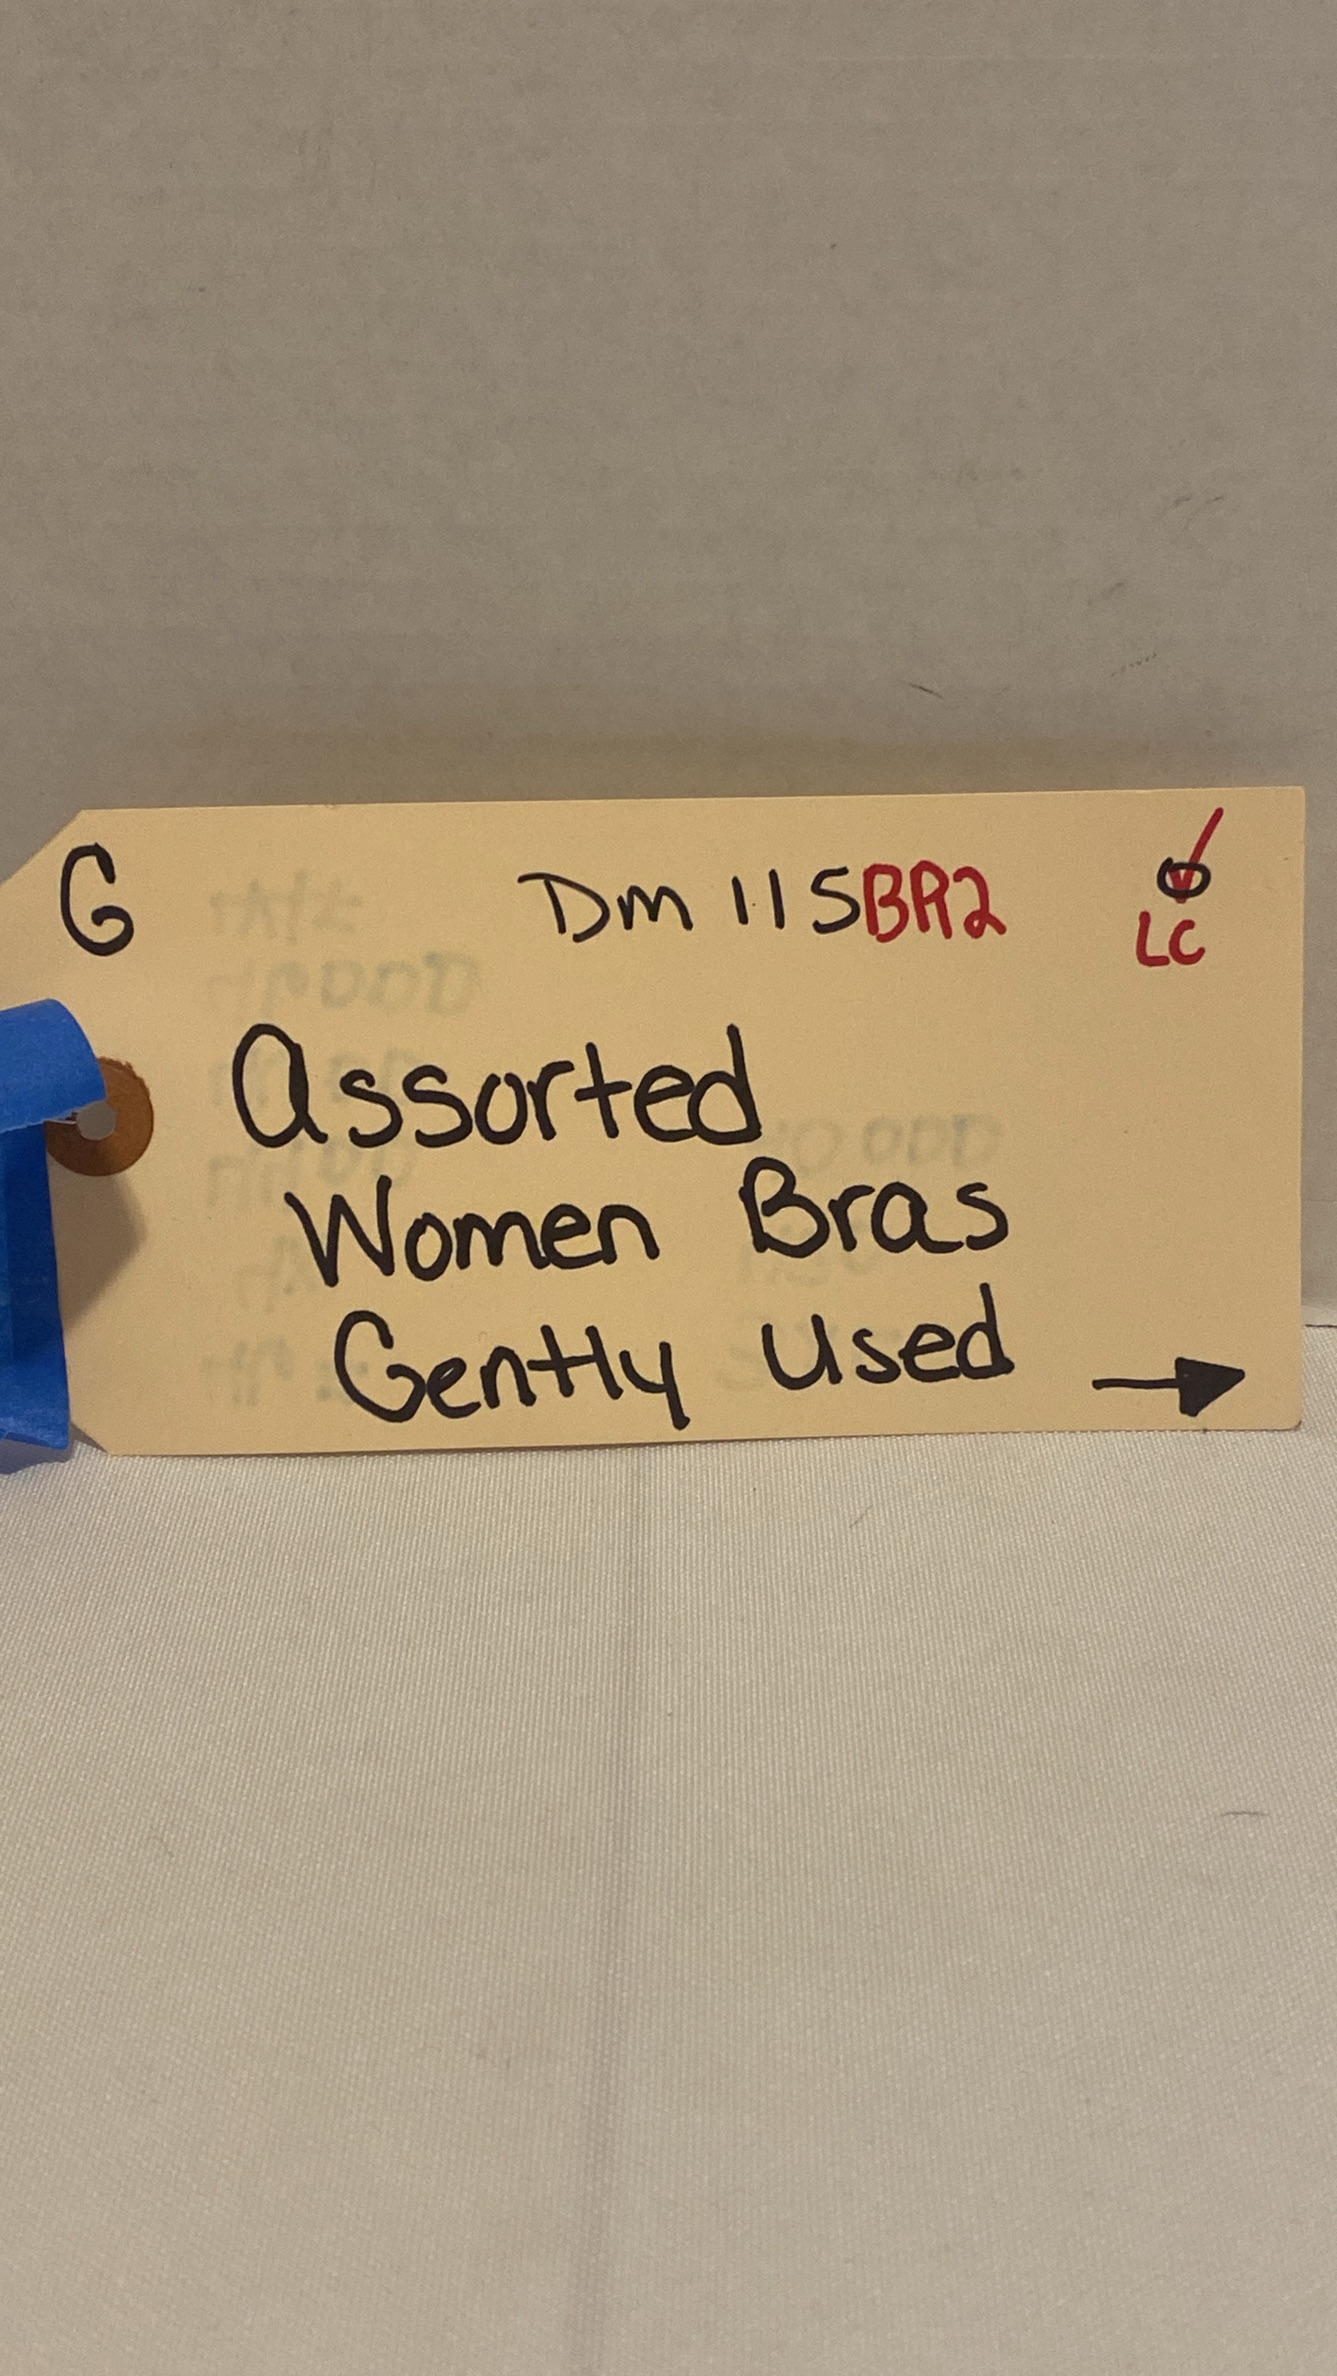 G Dm 115BR2
LC
Assorted
Women Bras
Gently Used →